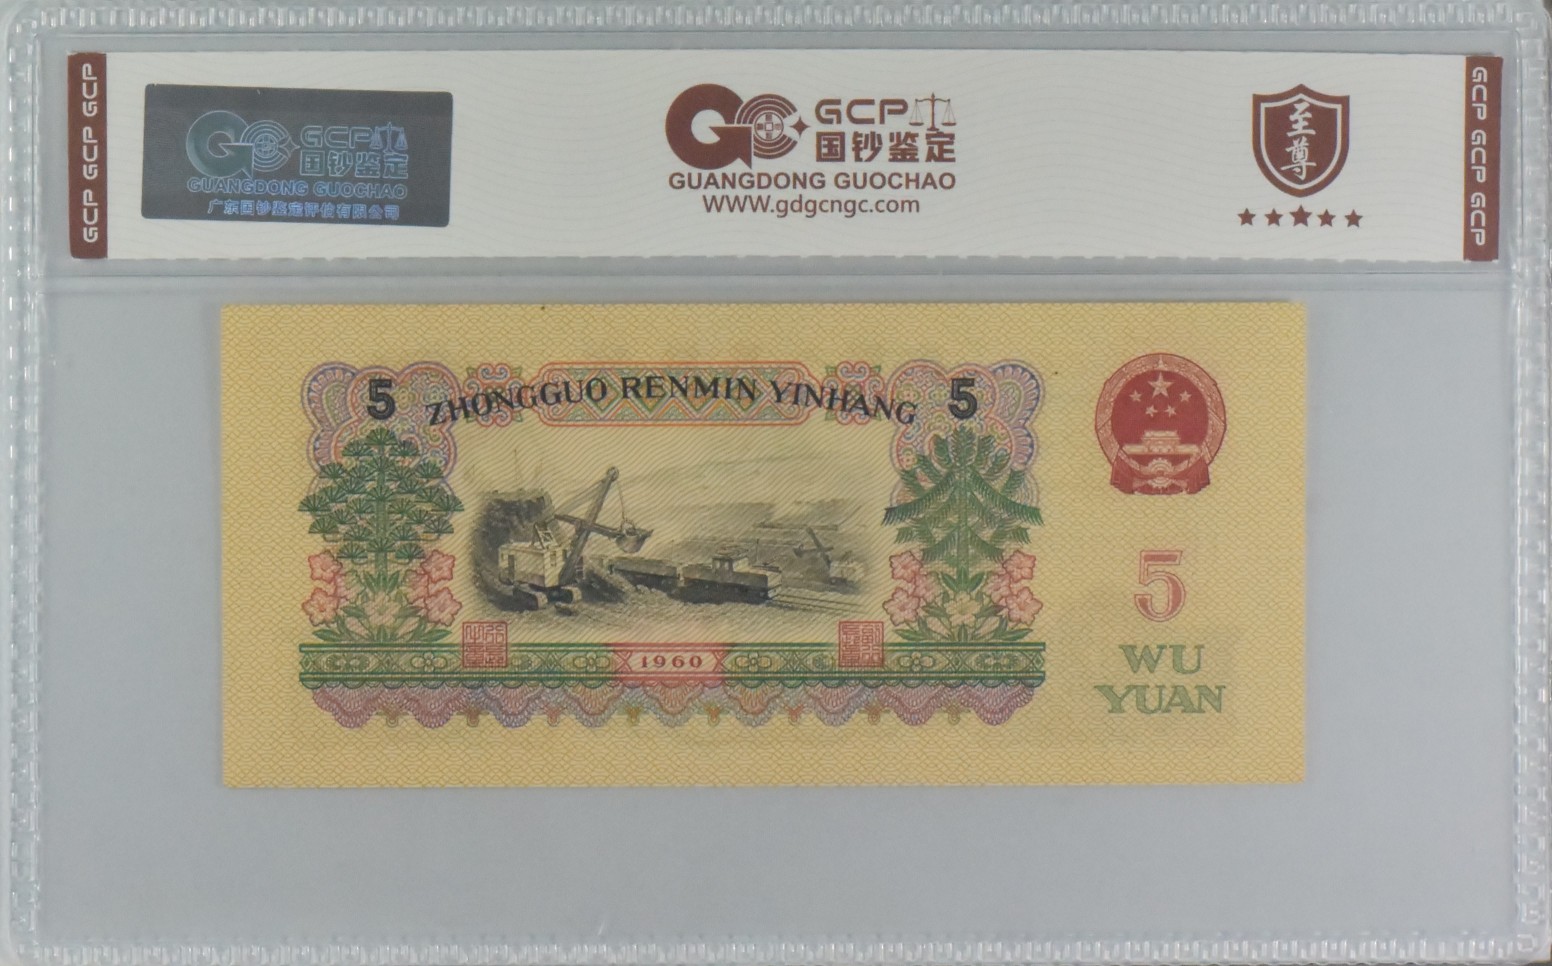 GCP GCP GCP
GCP
国钞鉴定
GUANGDONG GUOCHAO
广东国钞鉴定评估有限公司
GCP
国钞鉴定
GUANGDONG GUOCHAO
WWW.gdgcngc.com
至尊
GCP GCP GCP
5
ZHONGGUO RENMIN YINHANG
5
1960
5
WU
YUAN